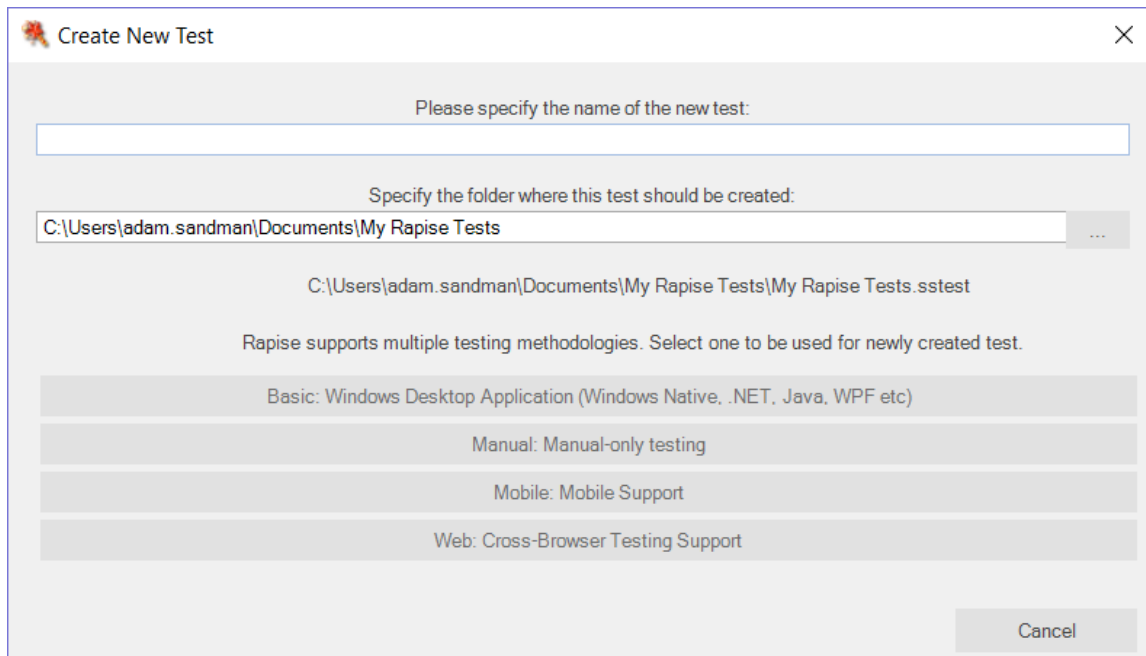 Create New Test
Please specify the name of the new test:
Specify the folder where this test should be created:
C:\Users\adam.sandman\Documents\My Rapise Tests
...
C:\Users\adam.sandman\Documents\My Rapise Tests\My Rapise Tests.sstest
Rapise supports multiple testing methodologies. Select one to be used for newly created test.
Basic: Windows Desktop Application (Windows Native, .NET, Java, WPF etc)
Manual: Manual-only testing
Mobile: Mobile Support
Web: Cross-Browser Testing Support
Cancel